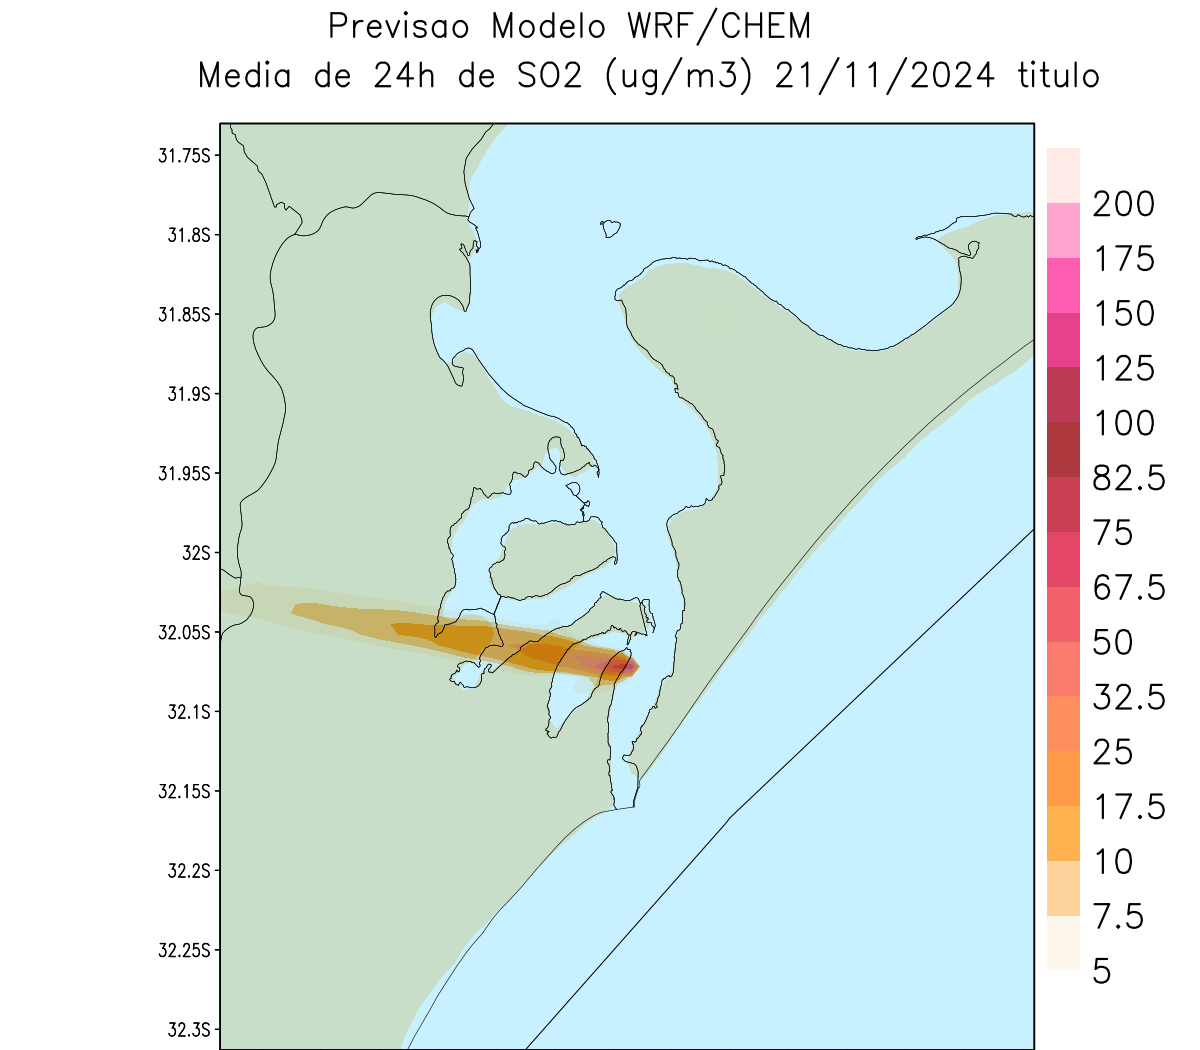 Previsao Modelo WRF/CHEM
Media de 24h de SO2 (ug/m3) 21/11/2024 titulo
31.75S
31.8S
31.85S
31.9S
31.95S
32S
32.05S
32.1S
32.15S
32.2S
32.25S
32.3S
200
175
150
125
100
82.5
75
67.5
50
32.5
25
17.5
10
7.5
5